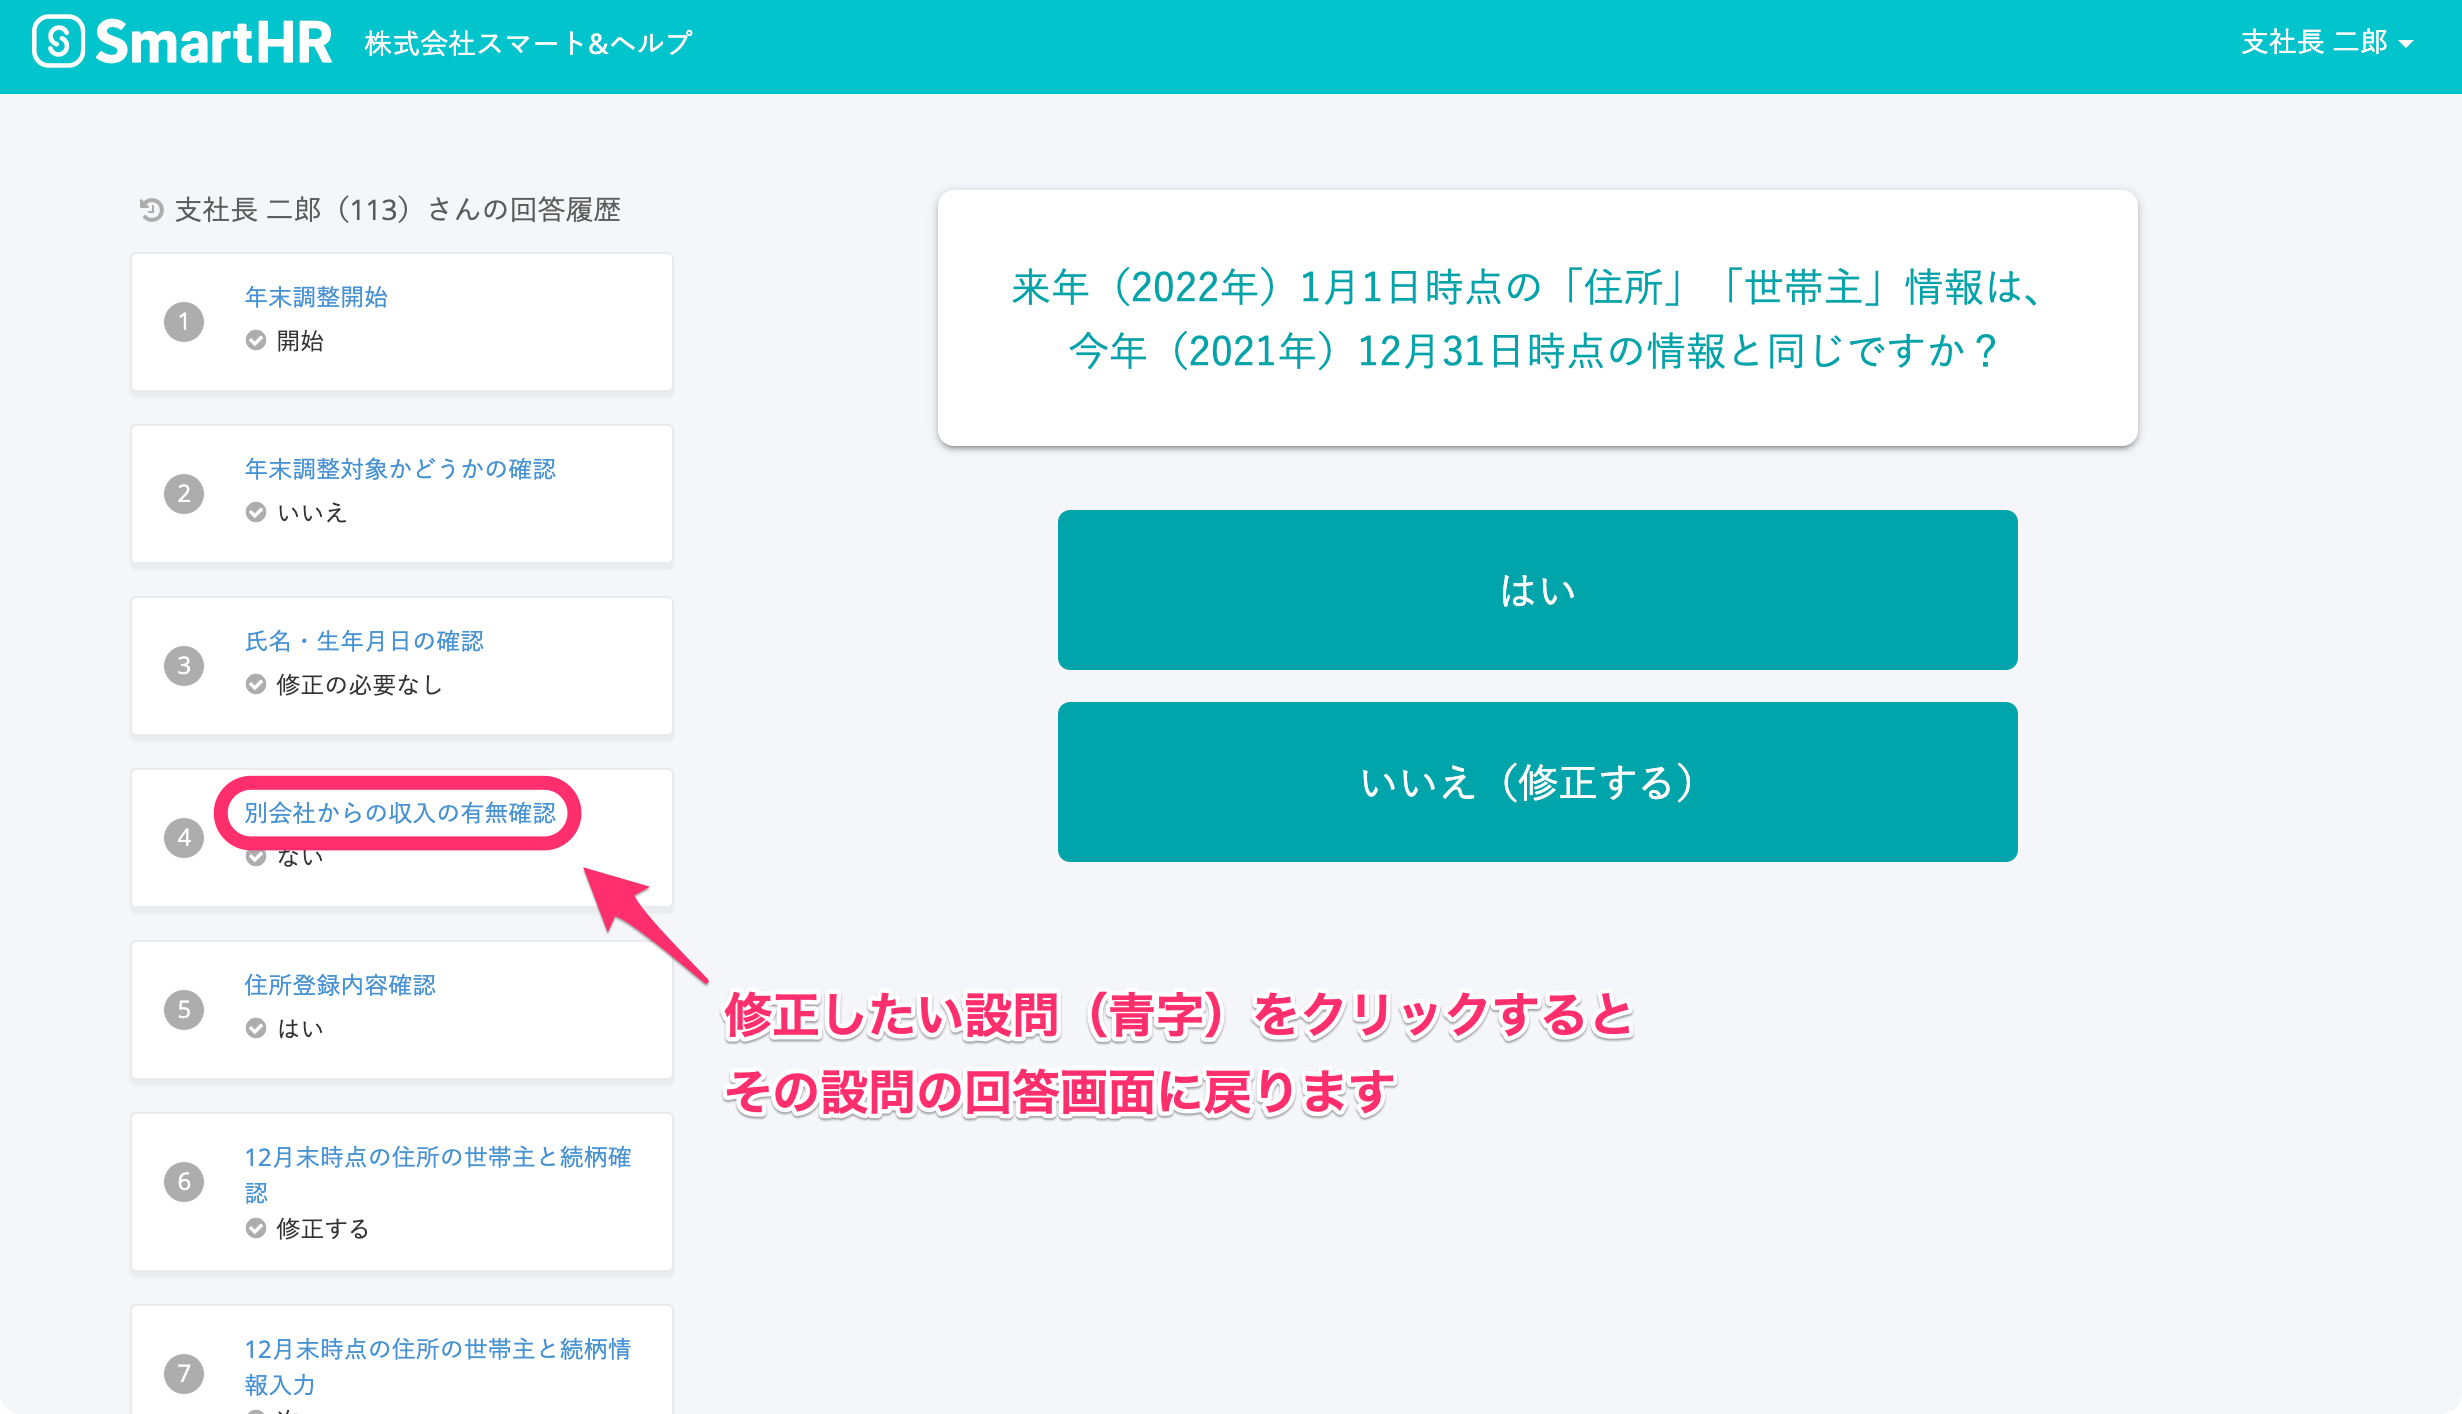 SmartHR 株式会社スマート&ヘルプ
支社長 二郎
支社長 二郎（113）さんの回答履歴
1
年末調整開始
開始
2
年末調整対象かどうかの確認
いいえ
3
氏名・生年月日の確認
修正の必要なし
4
別会社からの収入の有無確認
ない
5
住所登録内容確認
はい
6
12月末時点の住所の世帯主と続柄確
認
修正する
7
12月末時点の住所の世帯主と続柄情
報入力
来年（2022年）1月1日時点の「住所」「世帯主」情報は、
今年（2021年）12月31日時点の情報と同じですか？
はい
いいえ（修正する）
修正したい設問（青字）をクリックすると
その設問の回答画面に戻ります